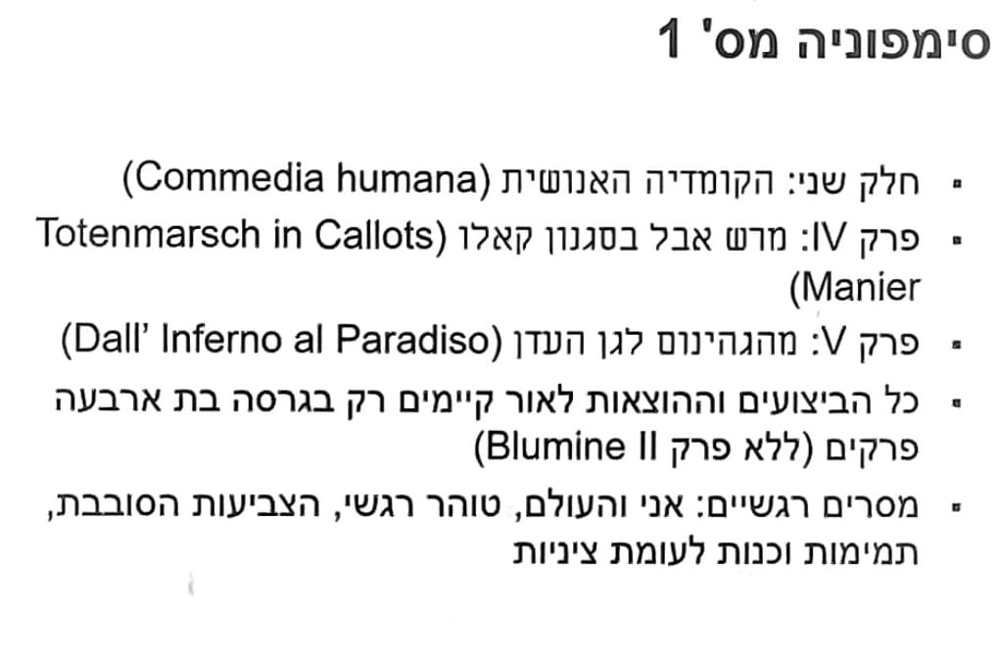 סימפוניה מס' 1
חלק שני: הקומדיה האנושית (Commedia humana)
פרק IV: מרש אבל בסגנון קאלו (Totenmarsch in Callots
Manier)
פרק V: מהגהינום לגן העדן (Dall’ Inferno al Paradiso)
כל הביצועים וההוצאות לאור קיימים רק בגרסה בת ארבעה
פרקים (ללא פרק Blumine II)
מסרים רגשיים: אני והעולם, טוהר רגשי, הצביעות הסובבת,
תמימות וכנות לעומת ציניות